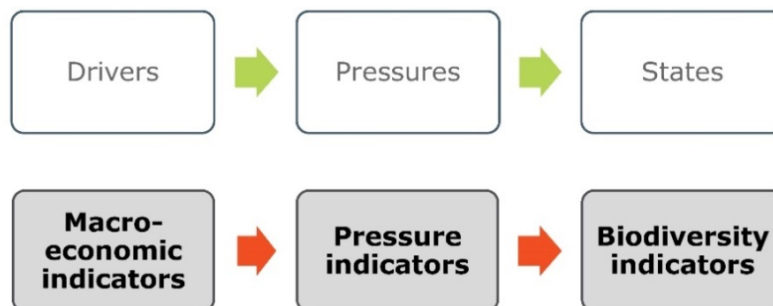 Drivers
Pressures
States
Macro-
economic
indicators
Pressure
indicators
Biodiversity
indicators